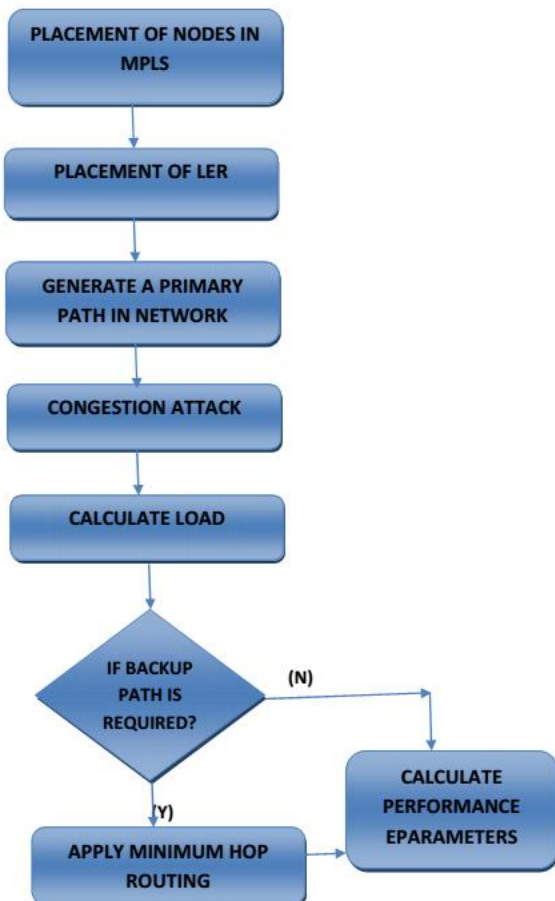 PLACEMENT OF NODES IN
MPLS
PLACEMENT OF LER
GENERATE A PRIMARY
PATH IN NETWORK
CONGESTION ATTACK
CALCULATE LOAD
IF BACKUP
PATH IS
REQUIRED?
(N)
CALCULATE
PERFORMANCE
EPARAMETERS
(Y)
APPLY MINIMUM HOP
ROUTING